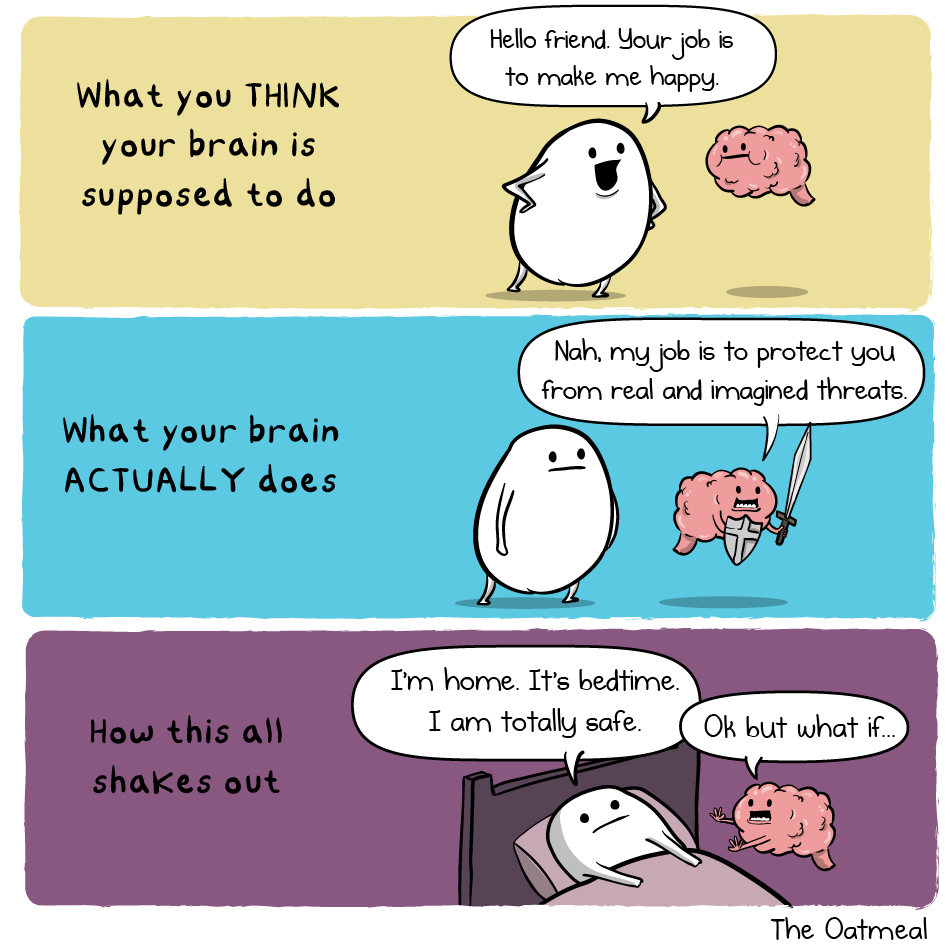 What you THINK
your brain is
supposed to do
Hello friend. Your job is
to make me happy.
What your brain
ACTUALLY does
Nah, my job is to protect you
from real and imagined threats.
How this all
shakes out
I'm home. It's bedtime.
I am totally safe.
Ok but what if...
The Oatmeal